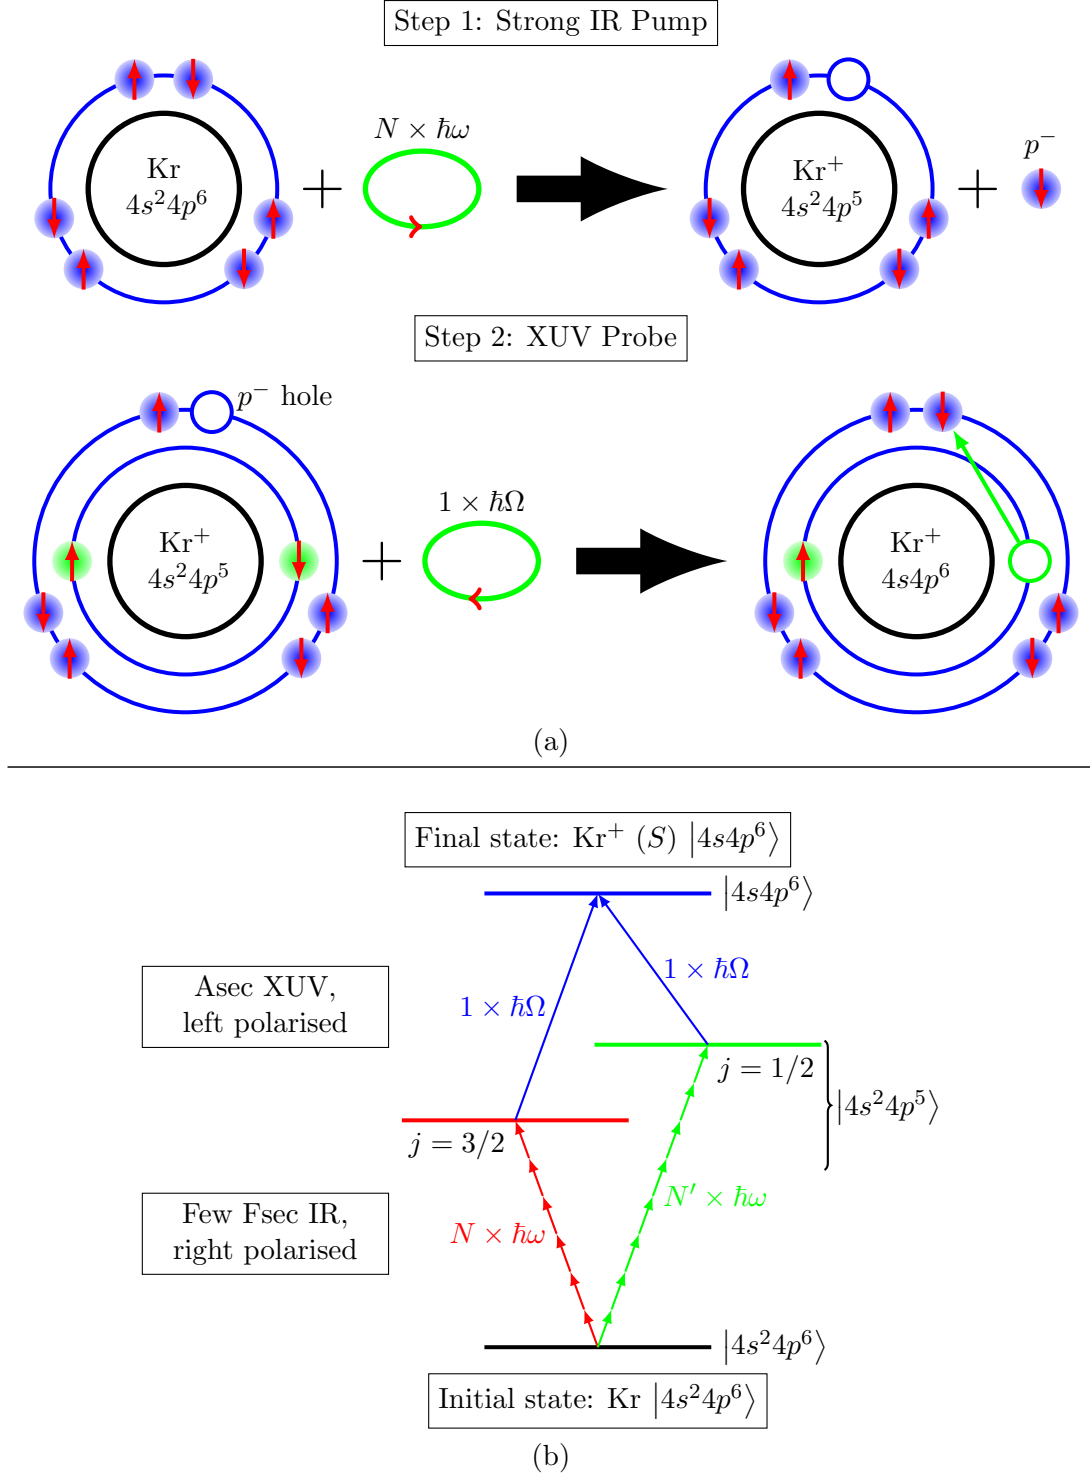 Step 1: Strong IR Pump
Kr
4s²4p⁶
N × ħω
Kr⁺
4s²4p⁵
p⁻
Step 2: XUV Probe
p⁻ hole
Kr⁺
4s²4p⁵
1 × ħΩ
Kr⁺
4s4p⁶
(a)
Final state: Kr⁺ (S) |4s4p⁶⟩
|4s4p⁶⟩
Asec XUV,
left polarised
1 × ħΩ
1 × ħΩ
j = 1/2
j = 3/2
|4s²4p⁵⟩
Few Fsec IR,
right polarised
N × ħω
N′ × ħω
|4s²4p⁶⟩
Initial state: Kr |4s²4p⁶⟩
(b)